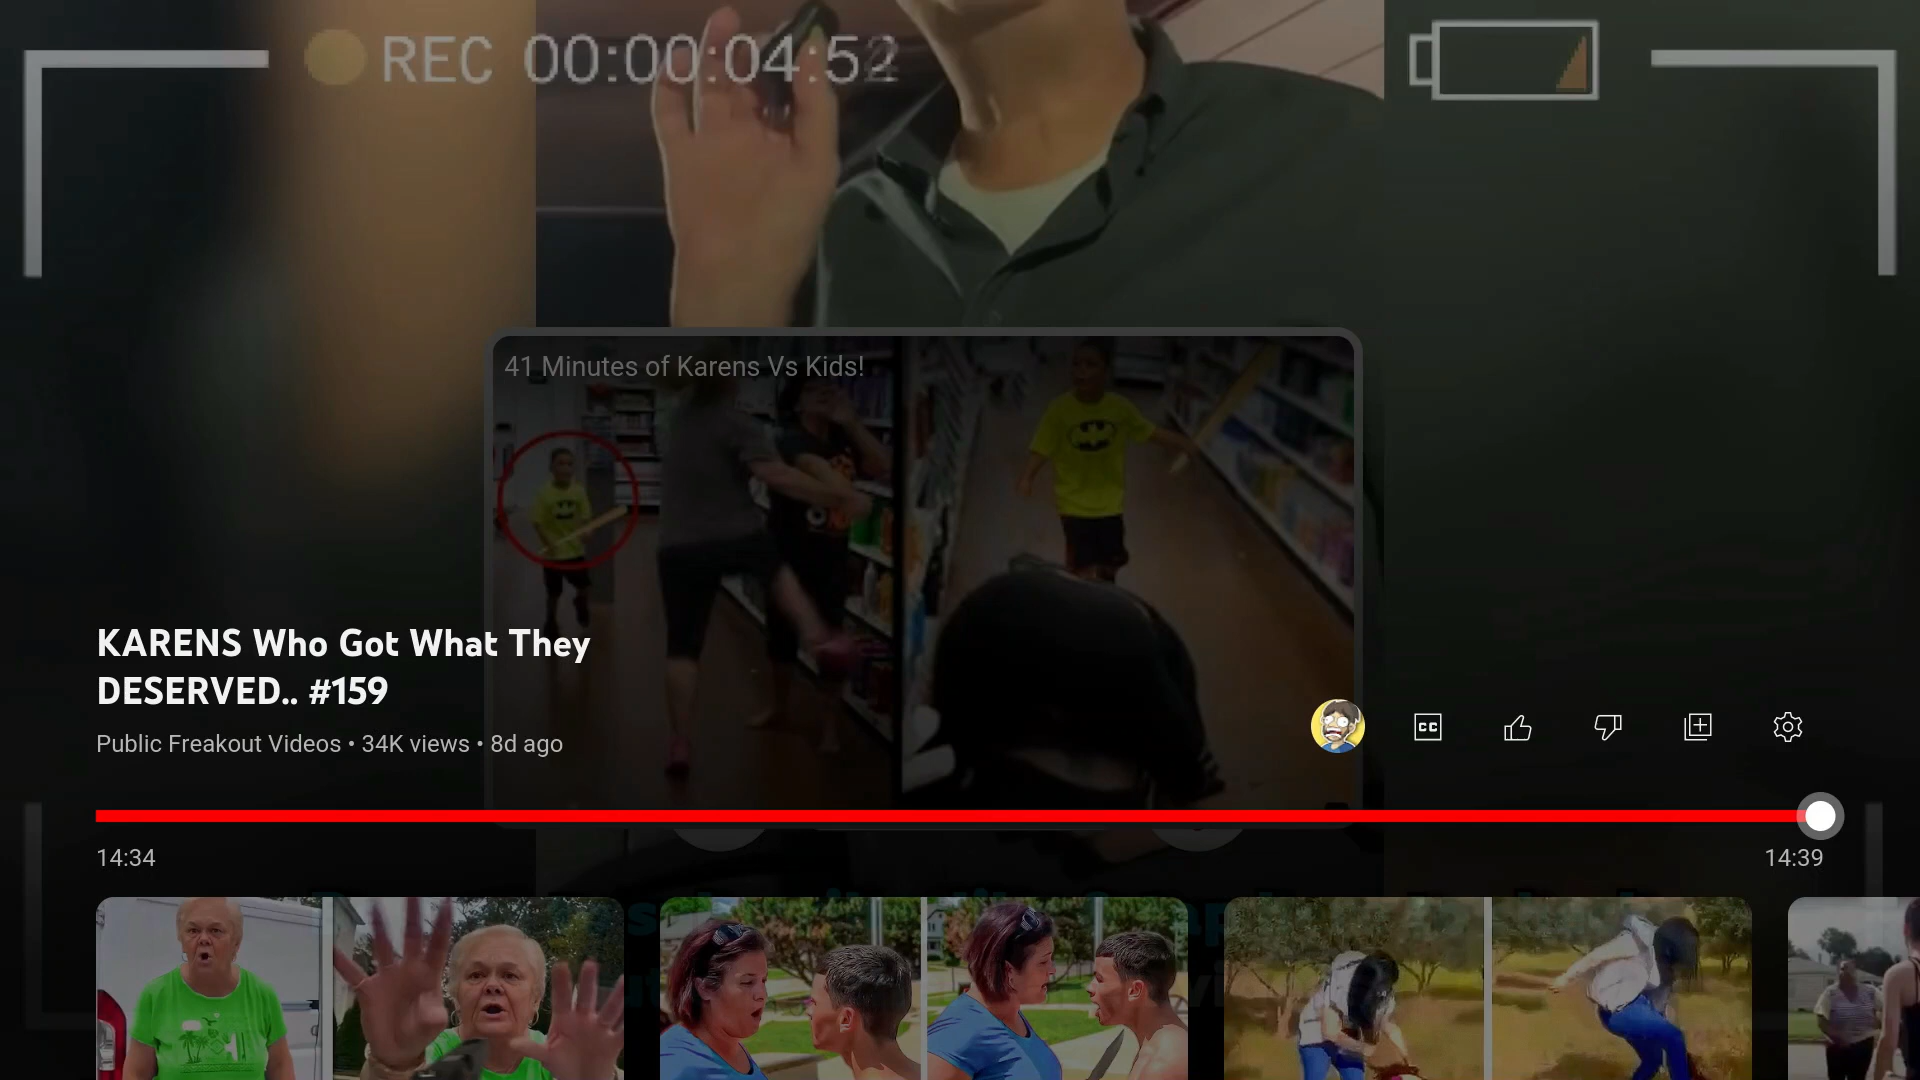 REC 00:00:04:52
41 Minutes of Karens Vs Kids!
KARENS Who Got What They
DESERVED.. #159
Public Freakout Videos • 34K views • 8d ago
CC
14:34
14:39